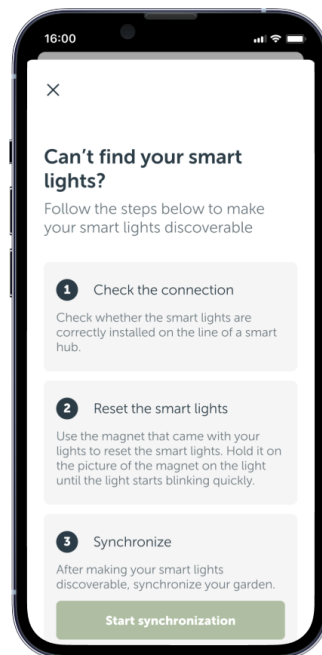 16:00
Can't find your smart
lights?
Follow the steps below to make
your smart lights discoverable
1 Check the connection
Check whether the smart lights are
correctly installed on the line of a smart
hub.
2 Reset the smart lights
Use the magnet that came with your
lights to reset the smart lights. Hold it on
the picture of the magnet on the light
until the light starts blinking quickly.
3 Synchronize
After making your smart lights
discoverable, synchronize your garden.
Start synchronization